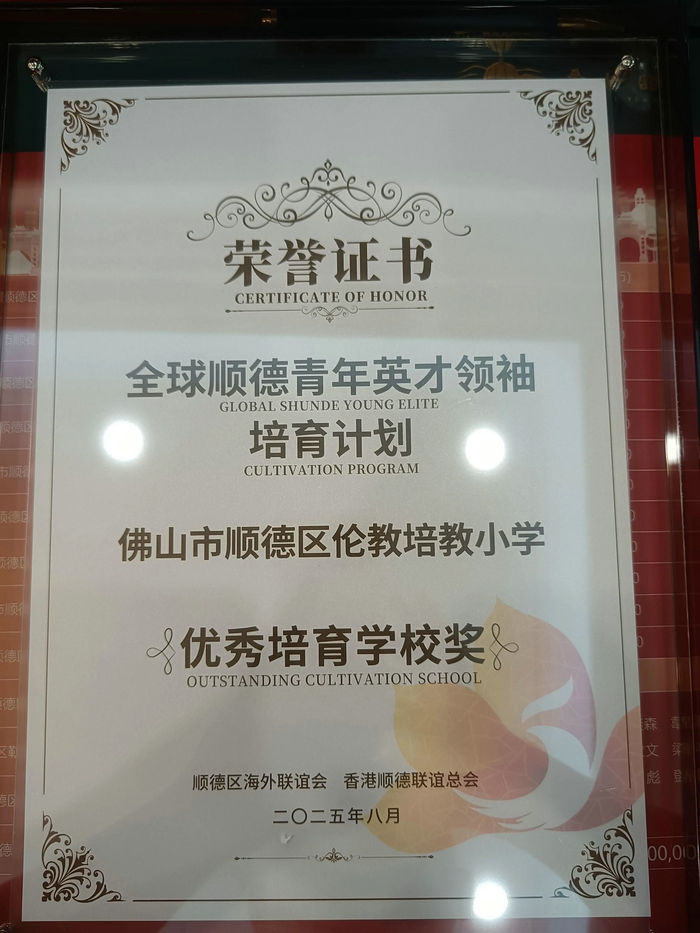 荣誉证书
CERTIFICATE OF HONOR
全球顺德青年英才领袖
GLOBAL SHUNDE YOUNG ELITE
培育计划
CULTIVATION PROGRAM
佛山市顺德区伦教培教小学
优秀培育学校奖
OUTSTANDING CULTIVATION SCHOOL
顺德区海外联谊会 香港顺德联谊总会
二〇二五年八月